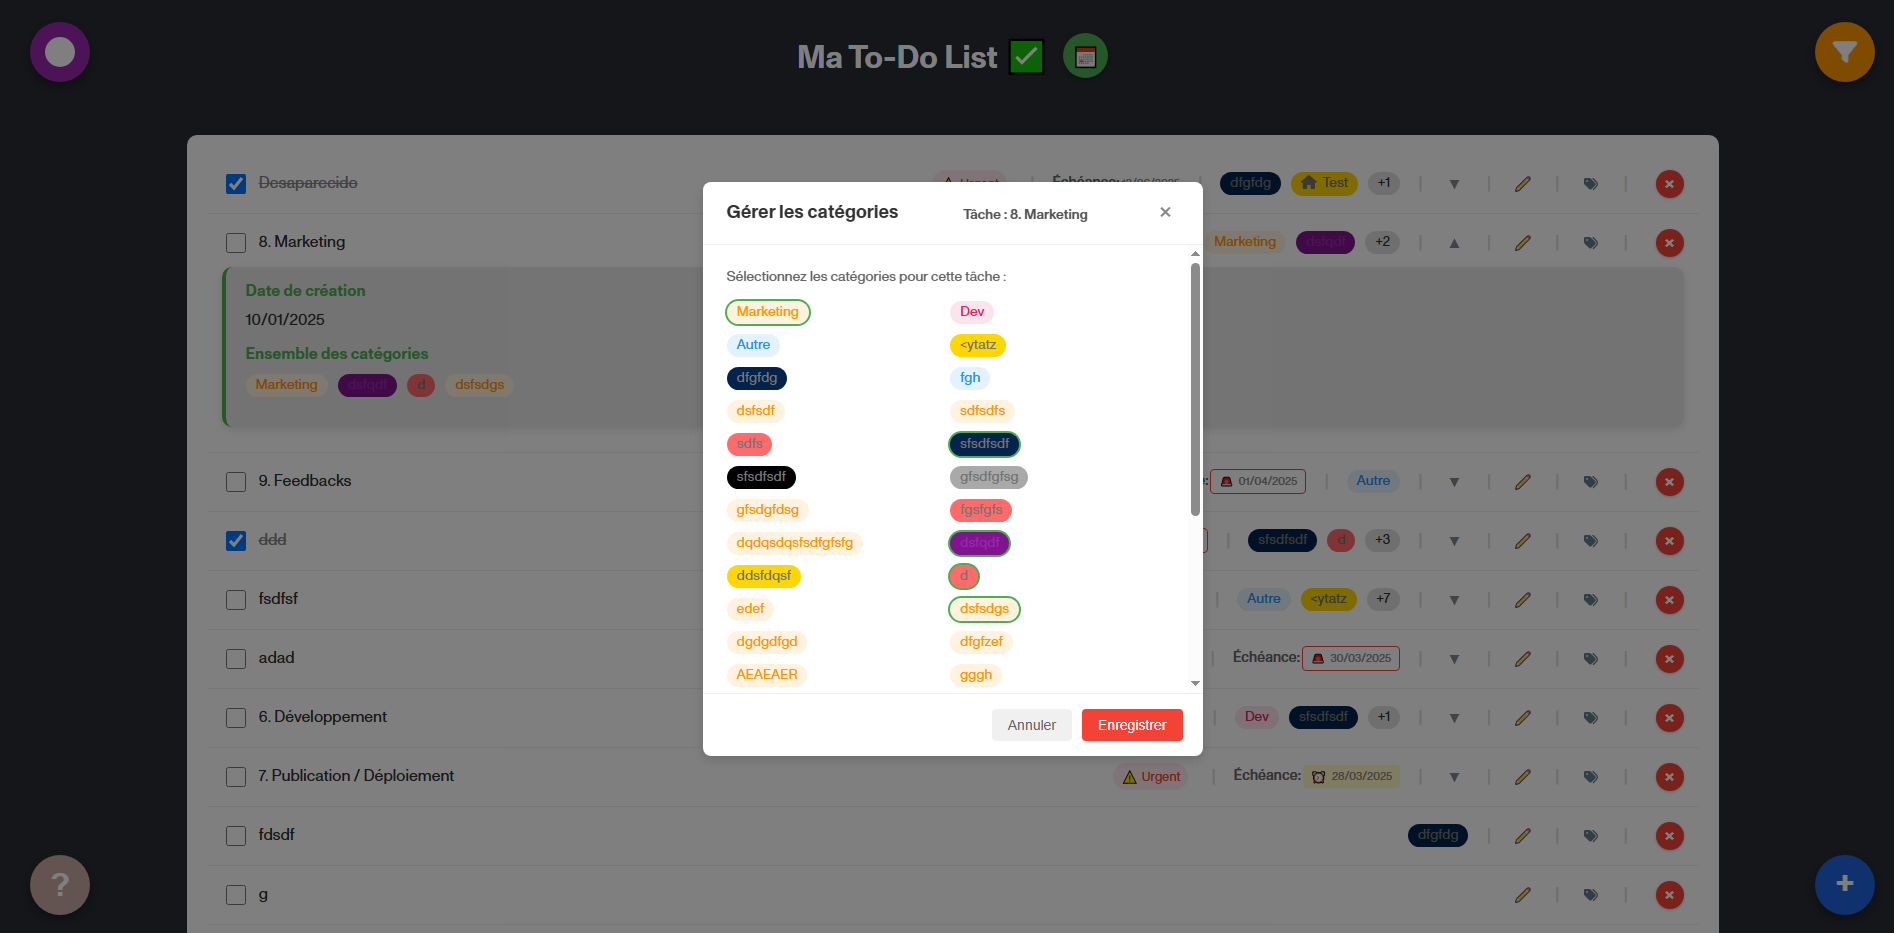 Ma To-Do List
Desaparecido
Urgent
Échéance:
dfgfdg
Test
+1
8. Marketing
Marketing
dsfqdf
+2
Date de création
10/01/2025
Ensemble des catégories
Marketing
dsfqdf
d
dsfsdgs
9. Feedbacks
01/04/2025
Autre
ddd
sfsdfsdf
d
+3
fsdfsf
Autre
<ytatz
+7
adad
Échéance:
30/03/2025
6. Développement
Dev
sfsdfsdf
+1
7. Publication / Déploiement
Urgent
Échéance:
28/03/2025
fdsdf
dfgfdg
g
?
+
Gérer les catégories
Tâche : 8. Marketing
×
Sélectionnez les catégories pour cette tâche :
Marketing
Dev
Autre
<ytatz
dfgfdg
fgh
dsfsdf
sdfsdfs
sdfs
sfsdfsdf
sfsdfsdf
gfsdfgfsg
gfsdgfdsg
fgsfgfs
dqdqsdqsfsdfgfsfg
dsfqdf
ddsfdqsf
d
edef
dsfsdgs
dgdgdfgd
dfgfzef
AEAEAER
gggh
Annuler
Enregistrer